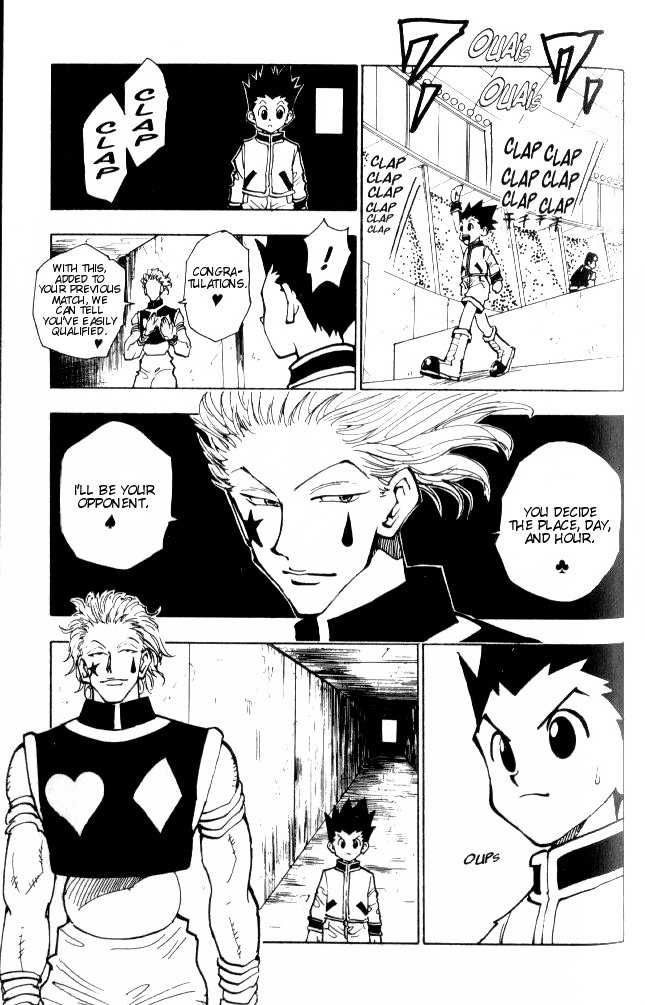 ワ
OUAIS
OUAIS
ワ
CLAP
CLAP
CLAP
CLAP
CLAP
CLAP
CLAP CLAP
CLAP CLAP
CLAP CLAP
CLAP
CLAP
CLAP
!
CONGRA-
TULATIONS.
♥
WITH THIS,
ADDED TO
YOUR PREVIOUS
MATCH, WE
CAN TELL
YOU'VE EASILY
QUALIFIED.
♥
YOU DECIDE
THE PLACE, DAY,
AND HOUR.
♣
I'LL BE YOUR
OPPONENT.
♠
OUPS